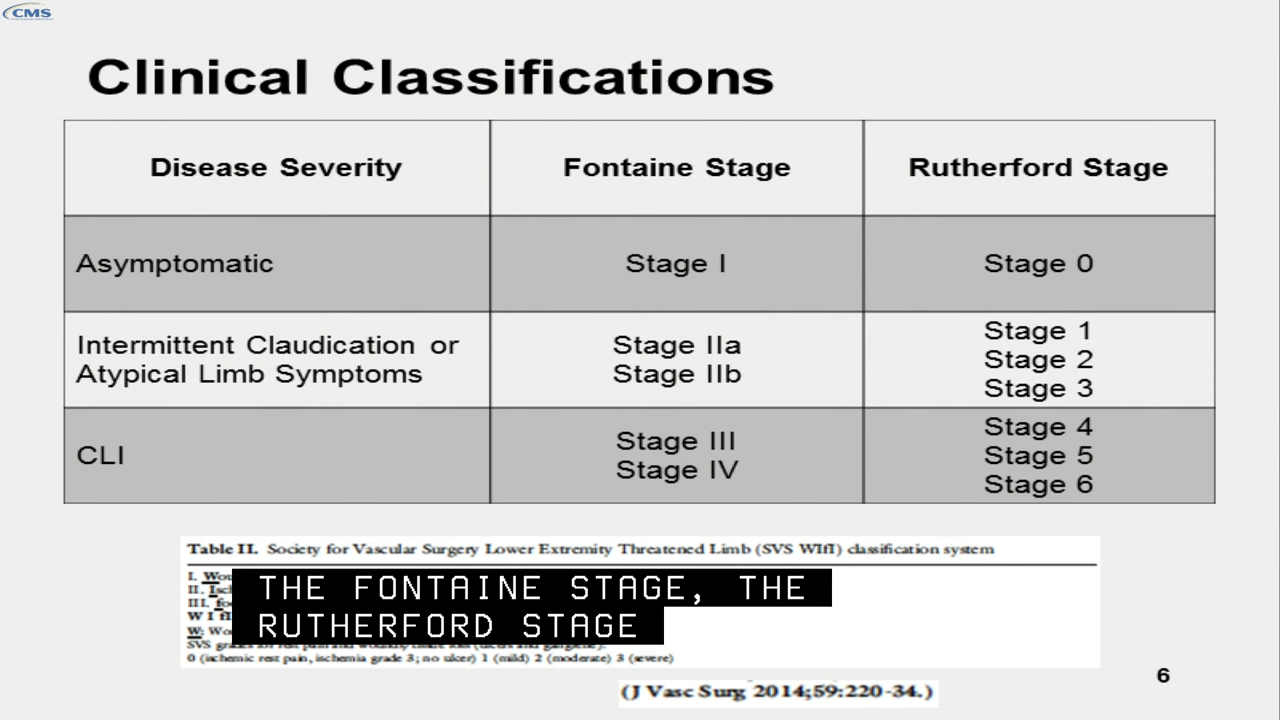 CMS
Clinical Classifications
Disease Severity Fontaine Stage Rutherford Stage
Asymptomatic Stage I Stage 0
Intermittent Claudication or
Atypical Limb Symptoms
Stage IIa
Stage IIb
Stage 1
Stage 2
Stage 3
CLI
Stage III
Stage IV
Stage 4
Stage 5
Stage 6
Table II. Society for Vascular Surgery Lower Extremity Threatened Limb (SVS WIfI) classification system
I.
II.
III.
W I
W: 
THE FONTAINE STAGE, THE
RUTHERFORD STAGE
0 (ischemic rest pain, ischemia grade 3; no ulcer) 1 (mild) 2 (moderate) 3 (severe)
6
(J Vasc Surg 2014;59:220-34.)